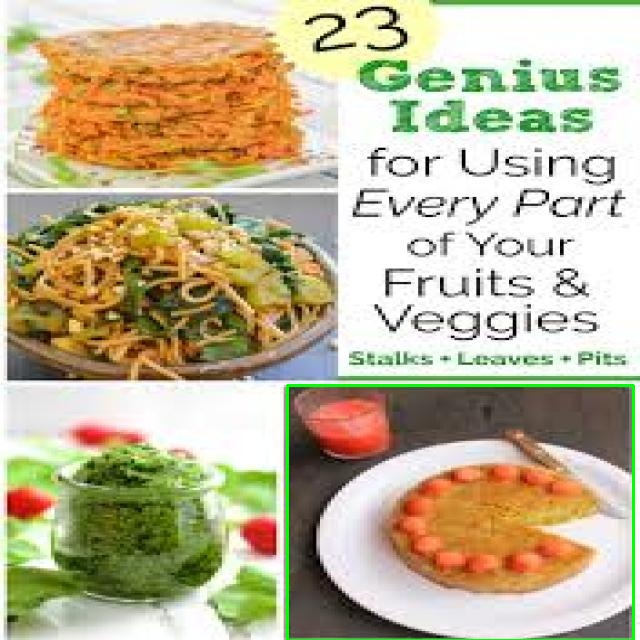 23
Genius
Ideas
for Using
Every Part
of Your
Fruits &
Veggies
Stalks • Leaves • Pits